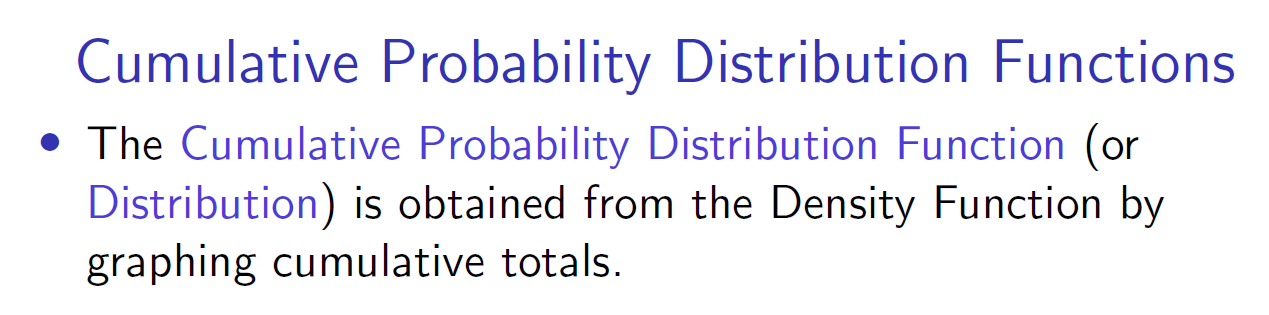 Cumulative Probability Distribution Functions
• The Cumulative Probability Distribution Function (or
Distribution) is obtained from the Density Function by
graphing cumulative totals.